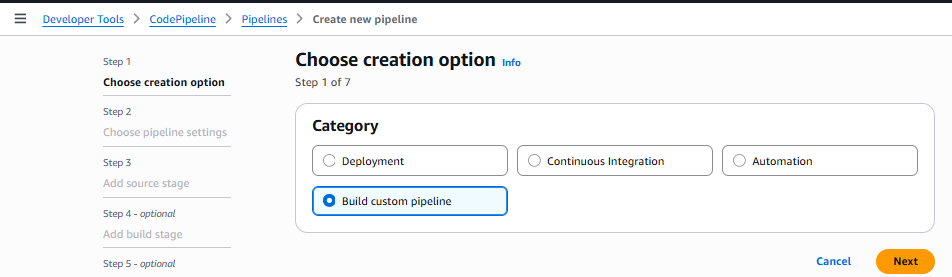 Developer Tools > CodePipeline > Pipelines > Create new pipeline
Step 1
Choose creation option
Step 2
Choose pipeline settings
Step 3
Add source stage
Step 4 - optional
Add build stage
Step 5 - optional
Choose creation option Info
Step 1 of 7
Category
Deployment
Continuous Integration
Automation
Build custom pipeline
Cancel
Next